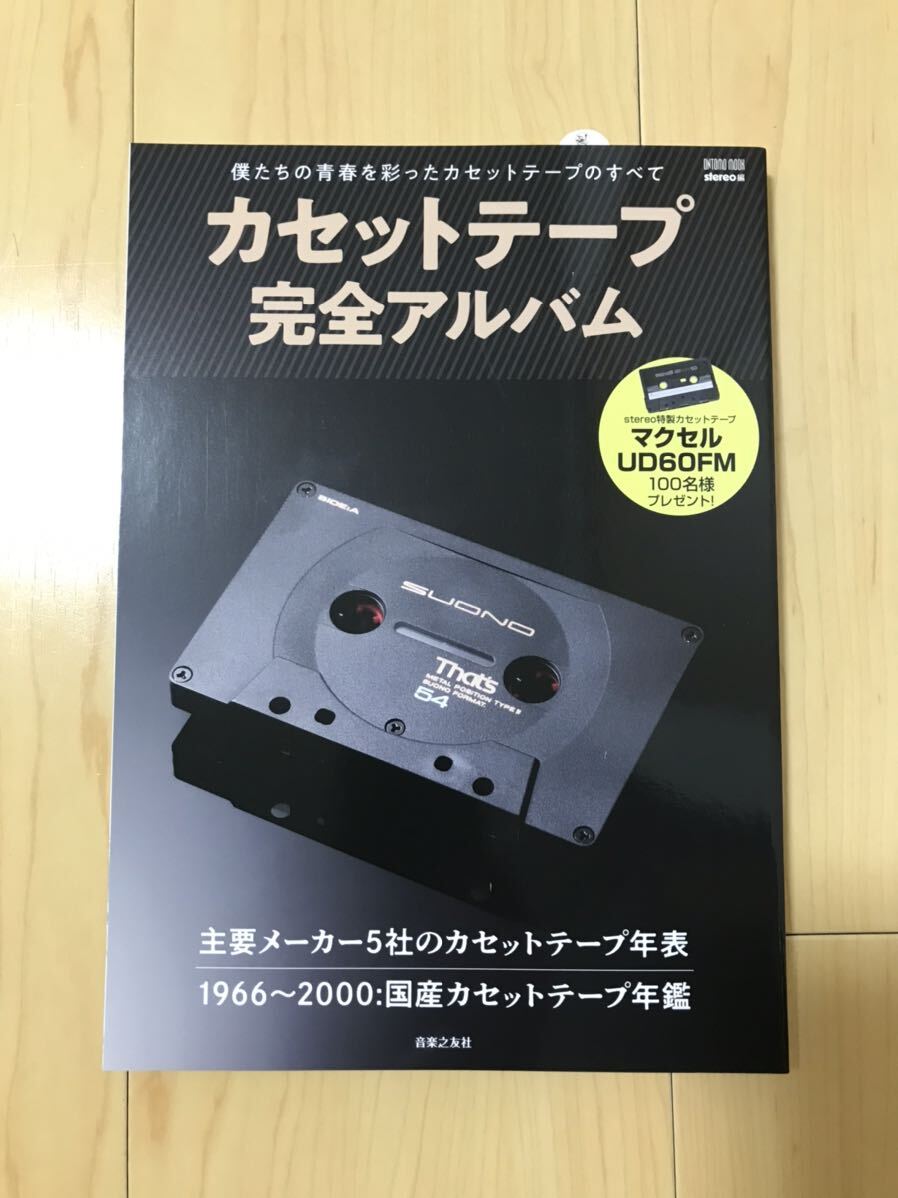 ONTOMO MOOK
stereo編
僕たちの青春を彩ったカセットテープのすべて
カセットテープ
完全アルバム
stereo特製カセットテープ
マクセル
UD60FM
100名様
プレゼント!
SIDE:A
SUONO
That's
METAL POSITION TYPE Ⅳ
SUONO FORMAT.
54
主要メーカー5社のカセットテープ年表
1966～2000:国産カセットテープ年鑑
音楽之友社